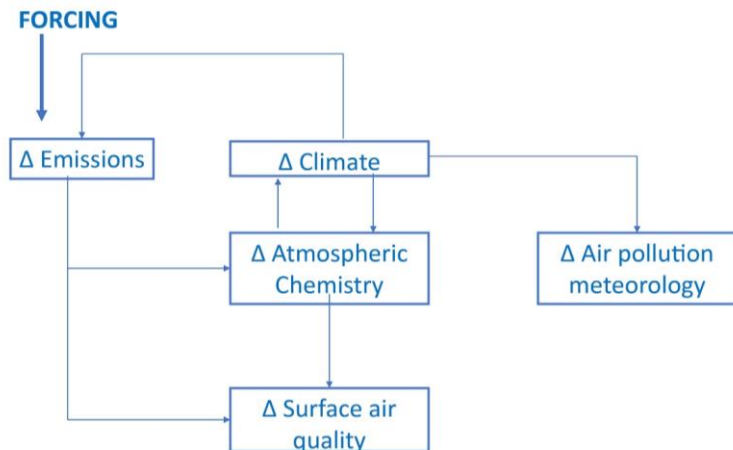 FORCING
Δ Emissions
Δ Climate
Δ Atmospheric
Chemistry
Δ Air pollution
meteorology
Δ Surface air
quality